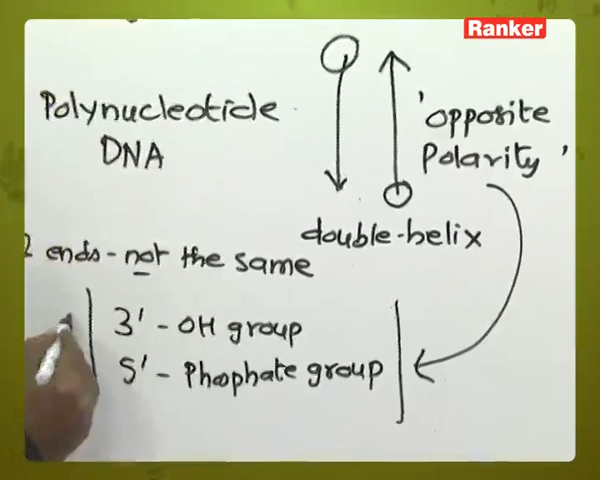 Ranker
Polynucleotide
DNA
'opposite
Polarity'
double-helix
2 ends - not the same
3' - OH group
5' - Phophate group